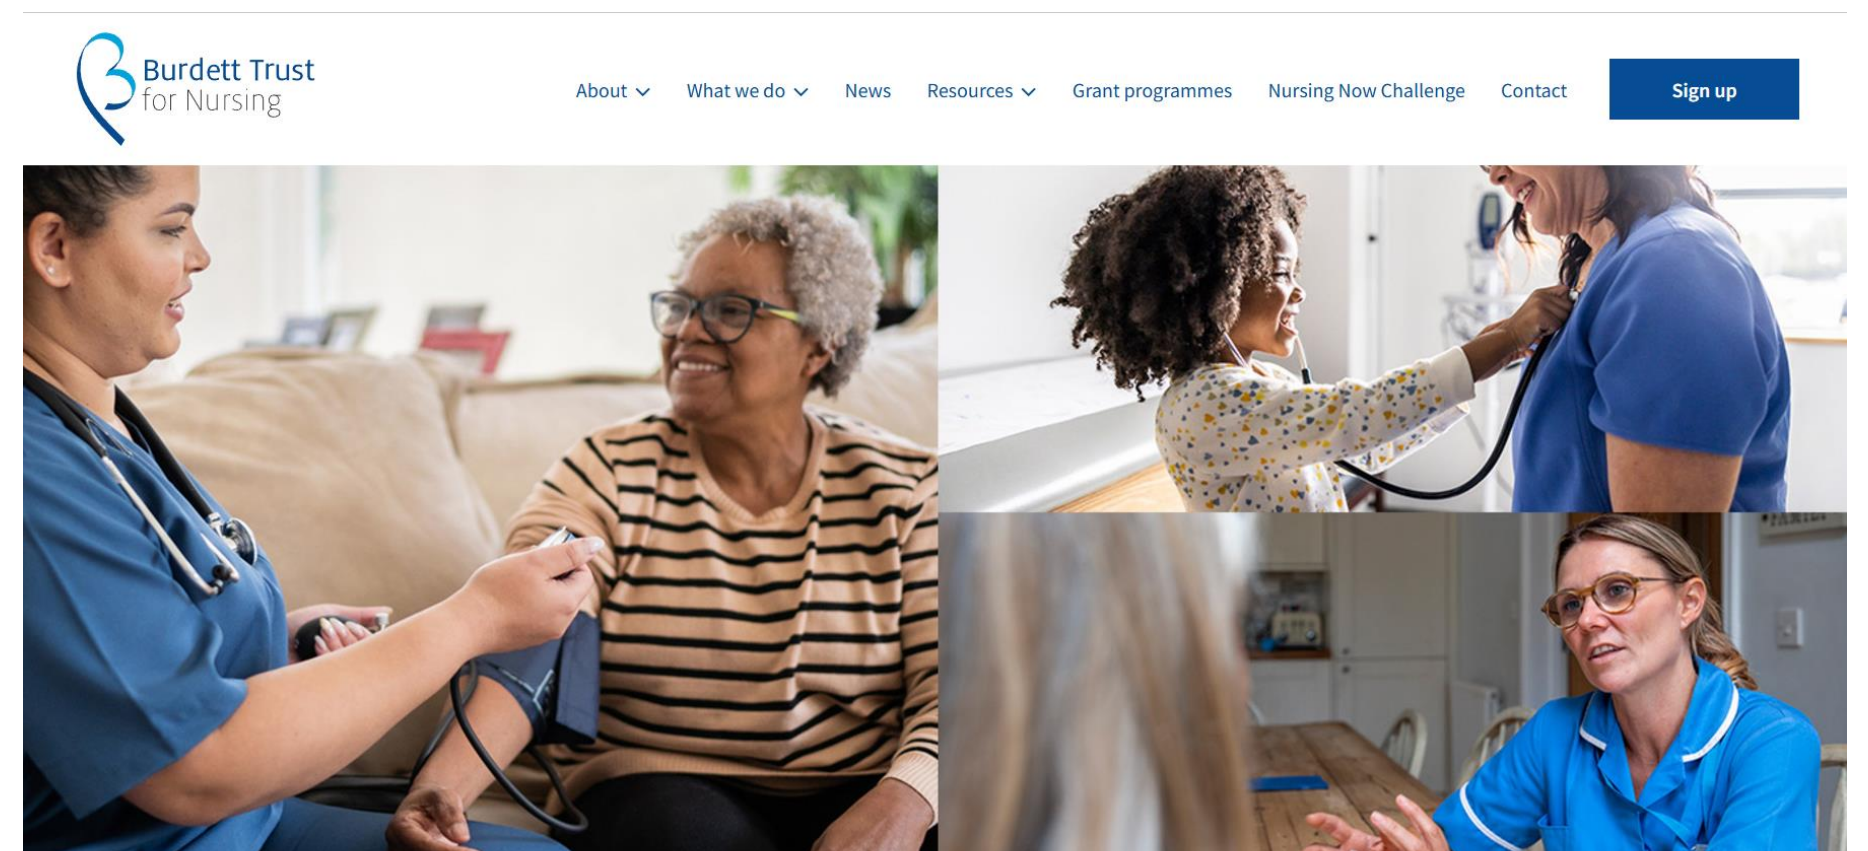 Burdett Trust
for Nursing
About What we do News Resources Grant programmes Nursing Now Challenge Contact Sign up